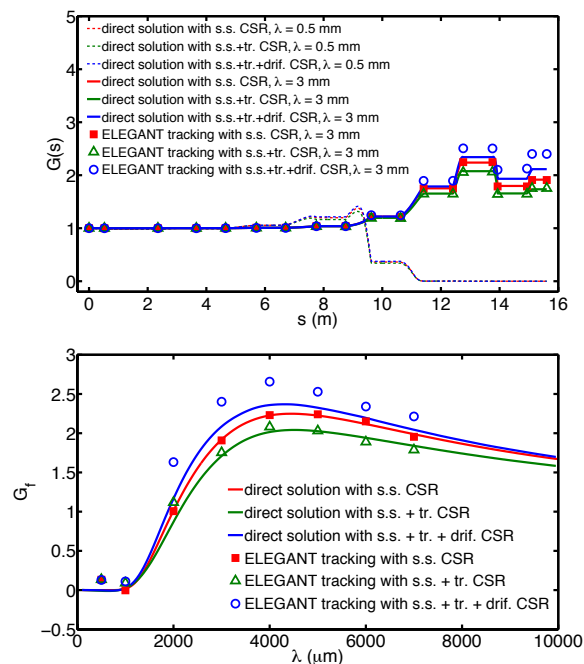 direct solution with s.s. CSR, λ = 0.5 mm
direct solution with s.s.+tr. CSR, λ = 0.5 mm
direct solution with s.s.+tr.+drif. CSR, λ = 0.5 mm
direct solution with s.s. CSR, λ = 3 mm
direct solution with s.s.+tr. CSR, λ = 3 mm
direct solution with s.s.+tr.+drif. CSR, λ = 3 mm
ELEGANT tracking with s.s. CSR, λ = 3 mm
ELEGANT tracking with s.s.+tr. CSR, λ = 3 mm
ELEGANT tracking with s.s.+tr.+drif. CSR, λ = 3 mm
G(s)
5
4
3
2
1
0
0 2 4 6 8 10 12 14 16
s (m)
G_f
3
2.5
2
1.5
1
0.5
0
−0.5
direct solution with s.s. CSR
direct solution with s.s. + tr. CSR
direct solution with s.s. + tr. + drif. CSR
ELEGANT tracking with s.s. CSR
ELEGANT tracking with s.s. + tr. CSR
ELEGANT tracking with s.s. + tr. + drif. CSR
0 2000 4000 6000 8000 10000
λ (μm)